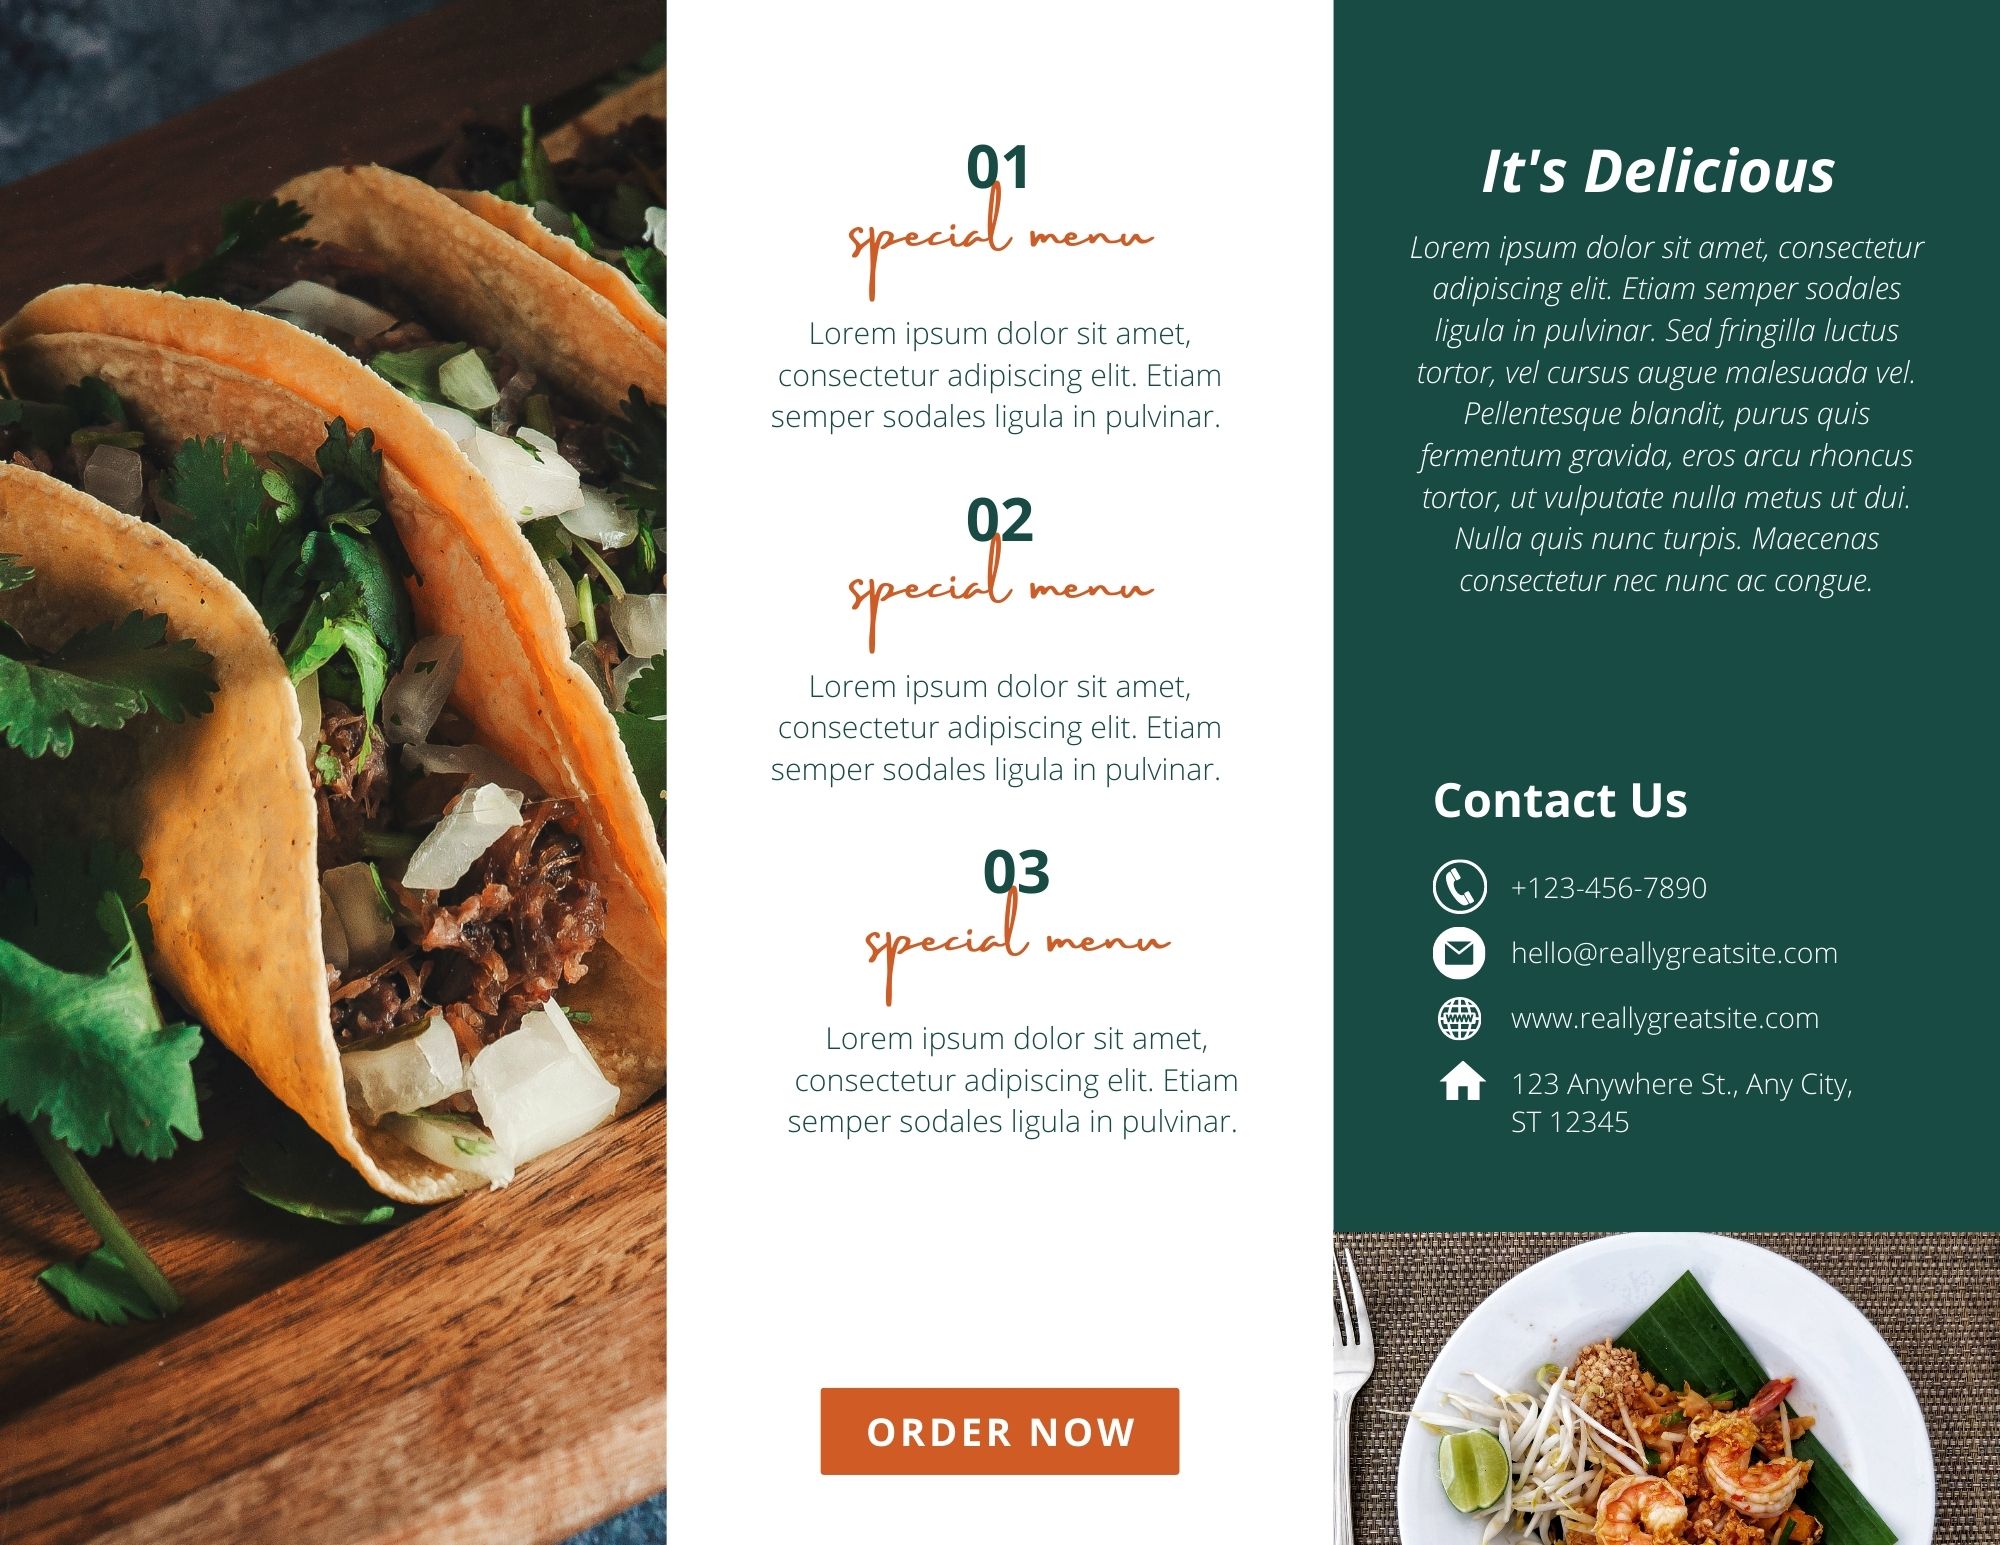 01
special menu
Lorem ipsum dolor sit amet,
consectetur adipiscing elit. Etiam
semper sodales ligula in pulvinar.
02
special menu
Lorem ipsum dolor sit amet,
consectetur adipiscing elit. Etiam
semper sodales ligula in pulvinar.
03
special menu
Lorem ipsum dolor sit amet,
consectetur adipiscing elit. Etiam
semper sodales ligula in pulvinar.
ORDER NOW
It's Delicious
Lorem ipsum dolor sit amet, consectetur
adipiscing elit. Etiam semper sodales
ligula in pulvinar. Sed fringilla luctus
tortor, vel cursus augue malesuada vel.
Pellentesque blandit, purus quis
fermentum gravida, eros arcu rhoncus
tortor, ut vulputate nulla metus ut dui.
Nulla quis nunc turpis. Maecenas
consectetur nec nunc ac congue.
Contact Us
+123-456-7890
hello@reallygreatsite.com
www
www.reallygreatsite.com
123 Anywhere St., Any City,
ST 12345